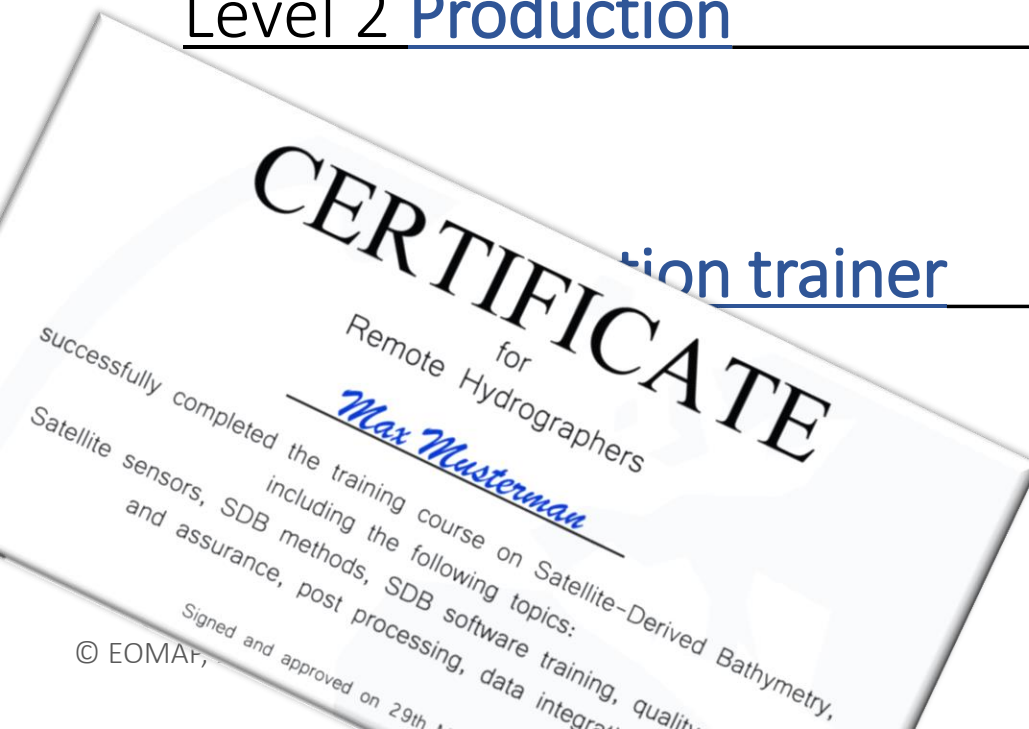 Level 2 Production
tion trainer
CERTIFICATE
for
Remote Hydrographers
Max Musterman
successfully completed the training course on Satellite-Derived Bathymetry,
including the following topics:
Satellite sensors, SDB methods, SDB software training, quality
and assurance, post processing, data
Signed and approved on 29th
© EOMAP,